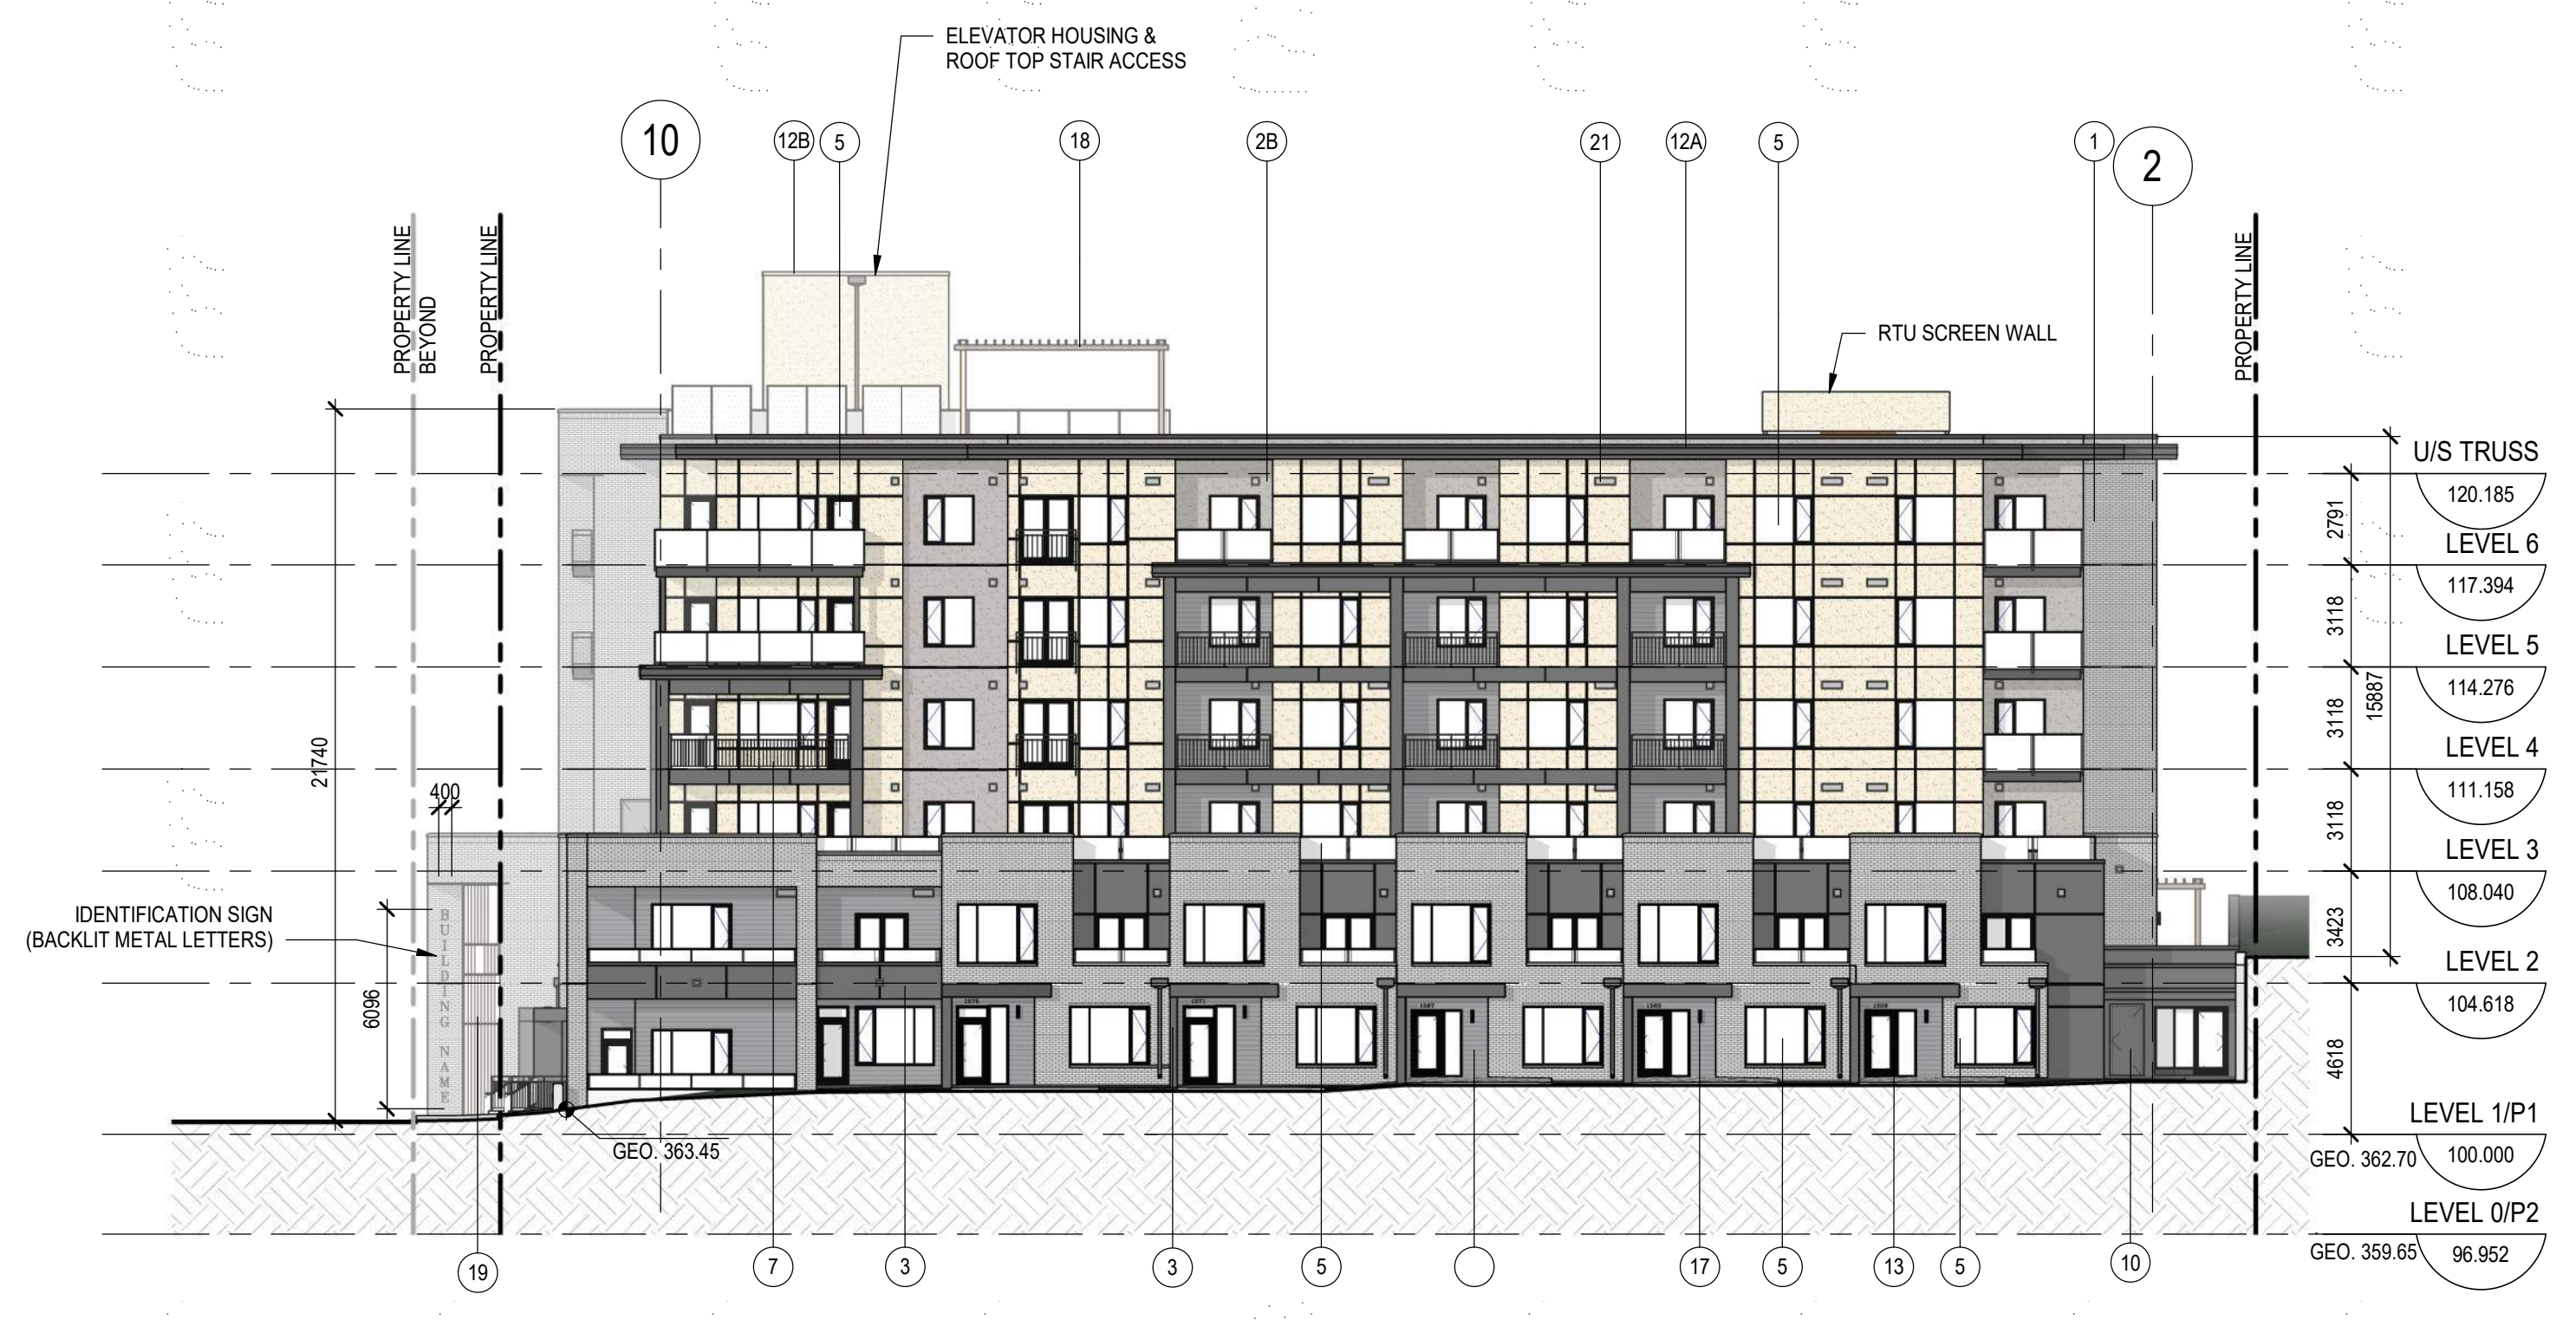 ELEVATOR HOUSING &
ROOF TOP STAIR ACCESS
10
12B
5
18
2B
21
12A
5
1
2
PROPERTY LINE
BEYOND
PROPERTY LINE
PROPERTY LINE
RTU SCREEN WALL
U/S TRUSS
120.185
2791
LEVEL 6
117.394
3118
LEVEL 5
114.276
3118
15887
LEVEL 4
111.158
3118
LEVEL 3
108.040
3423
LEVEL 2
104.618
4618
LEVEL 1/P1
GEO. 362.70
100.000
LEVEL 0/P2
GEO. 359.65
96.952
21740
400
IDENTIFICATION SIGN
(BACKLIT METAL LETTERS)
6096
BUILDING NAME
1571
1567
1563
1559
GEO. 363.45
19
7
3
3
5
17
5
13
5
10